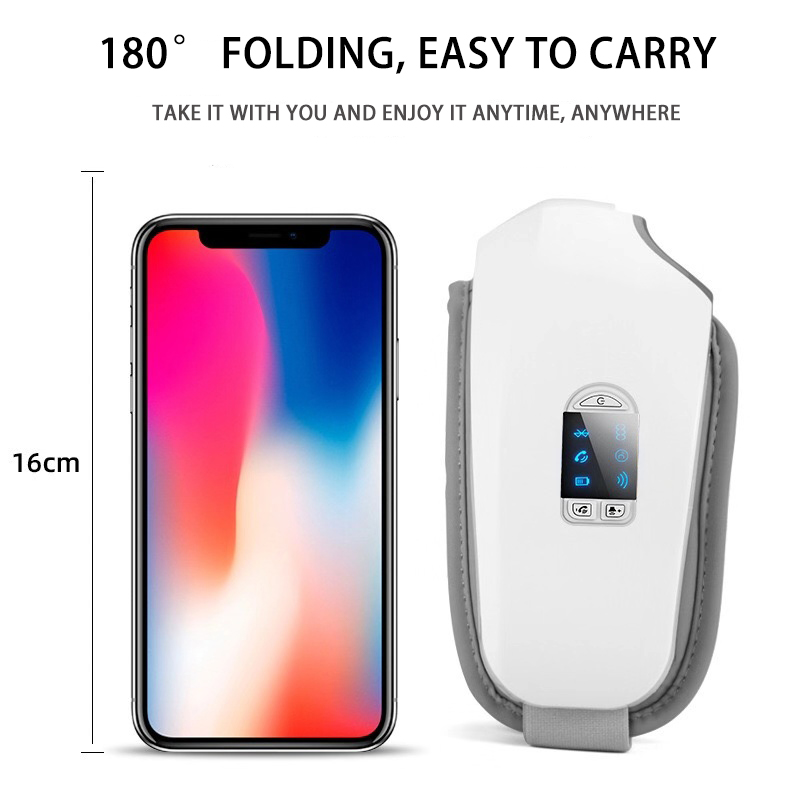 180° FOLDING, EASY TO CARRY
TAKE IT WITH YOU AND ENJOY IT ANYTIME, ANYWHERE
16cm